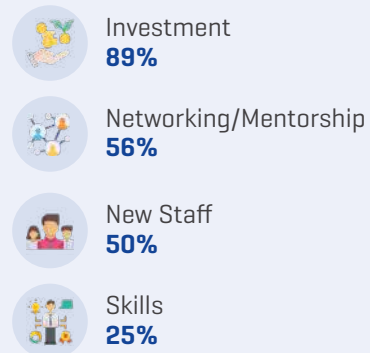 Investment
89%
Networking/Mentorship
56%
New Staff
50%
Skills
25%